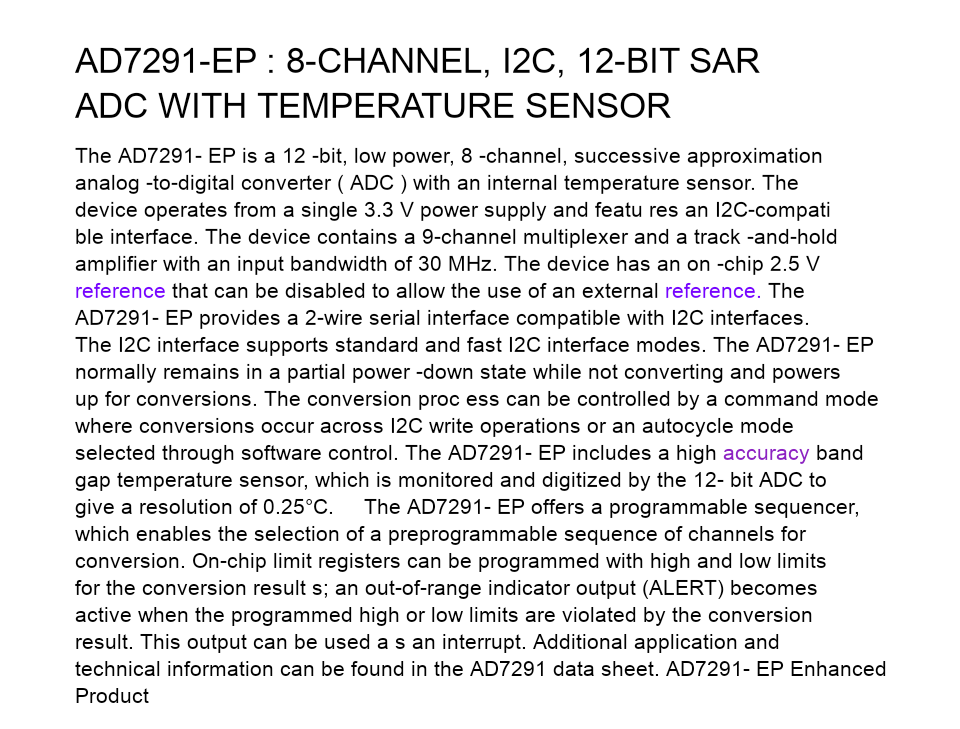 AD7291-EP : 8-CHANNEL, I2C, 12-BIT SAR
ADC WITH TEMPERATURE SENSOR
The AD7291- EP is a 12 -bit, low power, 8 -channel, successive approximation
analog -to-digital converter ( ADC ) with an internal temperature sensor. The
device operates from a single 3.3 V power supply and featu res an I2C-compati
ble interface. The device contains a 9-channel multiplexer and a track -and-hold
amplifier with an input bandwidth of 30 MHz. The device has an on -chip 2.5 V
reference that can be disabled to allow the use of an external reference. The
AD7291- EP provides a 2-wire serial interface compatible with I2C interfaces.
The I2C interface supports standard and fast I2C interface modes. The AD7291- EP
normally remains in a partial power -down state while not converting and powers
up for conversions. The conversion proc ess can be controlled by a command mode
where conversions occur across I2C write operations or an autocycle mode
selected through software control. The AD7291- EP includes a high accuracy band
gap temperature sensor, which is monitored and digitized by the 12- bit ADC to
give a resolution of 0.25°C.     The AD7291- EP offers a programmable sequencer,
which enables the selection of a preprogrammable sequence of channels for
conversion. On-chip limit registers can be programmed with high and low limits
for the conversion result s; an out-of-range indicator output (ALERT) becomes
active when the programmed high or low limits are violated by the conversion
result. This output can be used a s an interrupt. Additional application and
technical information can be found in the AD7291 data sheet. AD7291- EP Enhanced
Product